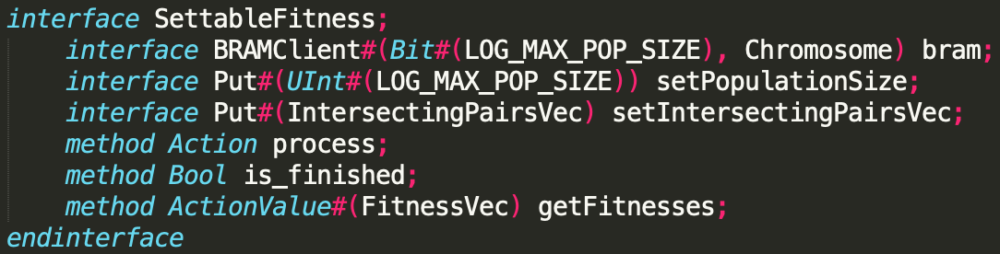 interface SettableFitness;
    interface BRAMClient#(Bit#(LOG_MAX_POP_SIZE), Chromosome) bram;
    interface Put#(UInt#(LOG_MAX_POP_SIZE)) setPopulationSize;
    interface Put#(IntersectingPairsVec) setIntersectingPairsVec;
    method Action process;
    method Bool is_finished;
    method ActionValue#(FitnessVec) getFitnesses;
endinterface